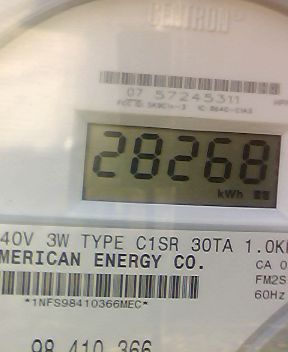 CENTRON
07 57245311
28268
kWh
40V 3W TYPE C1SR 30TA 1.0K
MERICAN ENERGY CO.
CA 0
FM2S
60Hz
*1NFS98410366MEC*
98 410 366